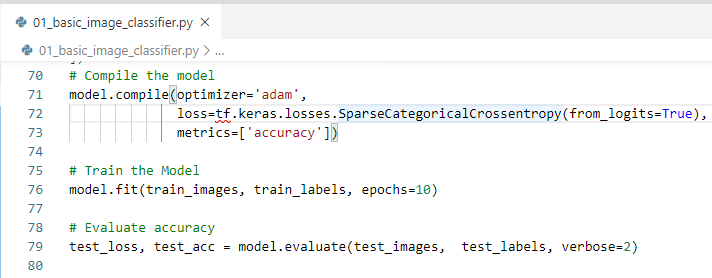 01_basic_image_classifier.py ×
01_basic_image_classifier.py > ...
70 # Compile the model
71 model.compile(optimizer='adam',
72 loss=tf.keras.losses.SparseCategoricalCrossentropy(from_logits=True),
73 metrics=['accuracy'])
74
75 # Train the Model
76 model.fit(train_images, train_labels, epochs=10)
77
78 # Evaluate accuracy
79 test_loss, test_acc = model.evaluate(test_images,  test_labels, verbose=2)
80